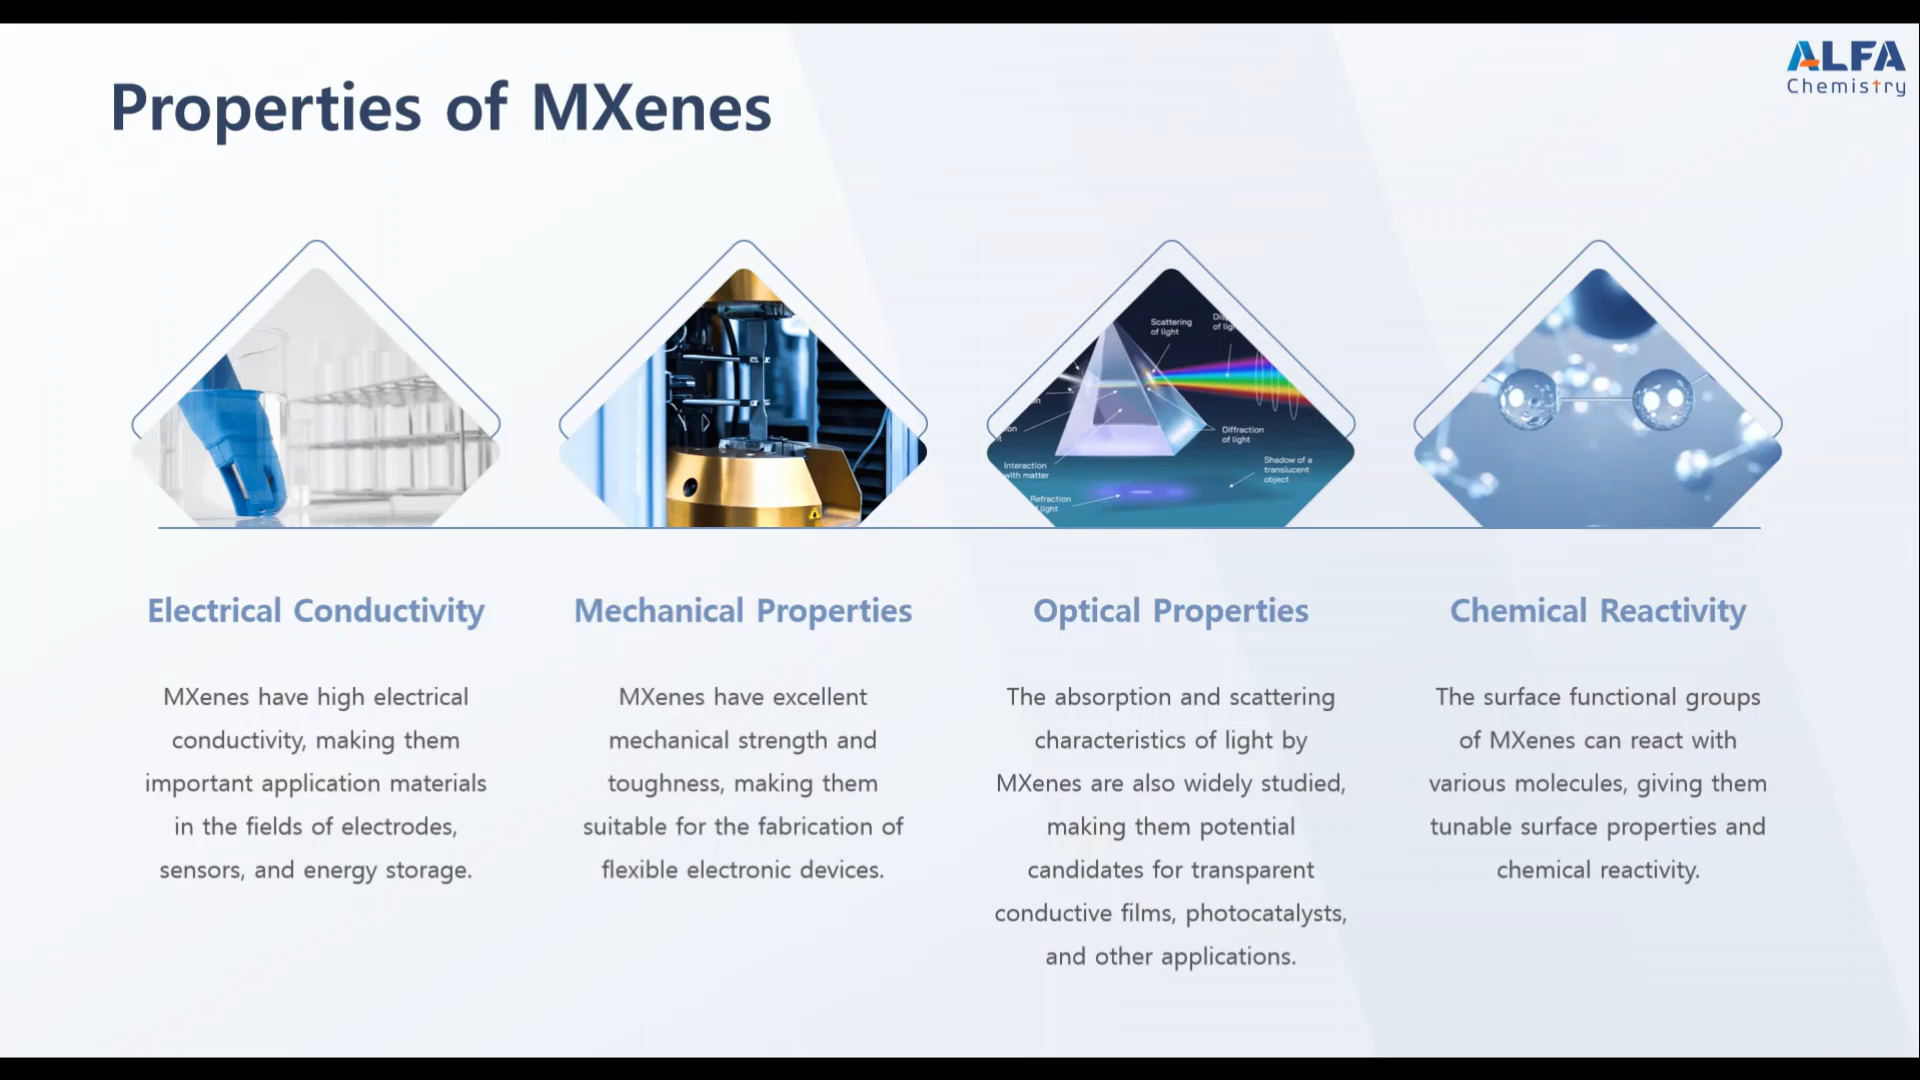 ALFA
Chemistry
Properties of MXenes
Scattering
of light
of
Diffraction
of light
Shadow of a
translucent
object
Interaction
with matter
Refraction
light
Electrical Conductivity
MXenes have high electrical
conductivity, making them
important application materials
in the fields of electrodes,
sensors, and energy storage.
Mechanical Properties
MXenes have excellent
mechanical strength and
toughness, making them
suitable for the fabrication of
flexible electronic devices.
Optical Properties
The absorption and scattering
characteristics of light by
MXenes are also widely studied,
making them potential
candidates for transparent
conductive films, photocatalysts,
and other applications.
Chemical Reactivity
The surface functional groups
of MXenes can react with
various molecules, giving them
tunable surface properties and
chemical reactivity.